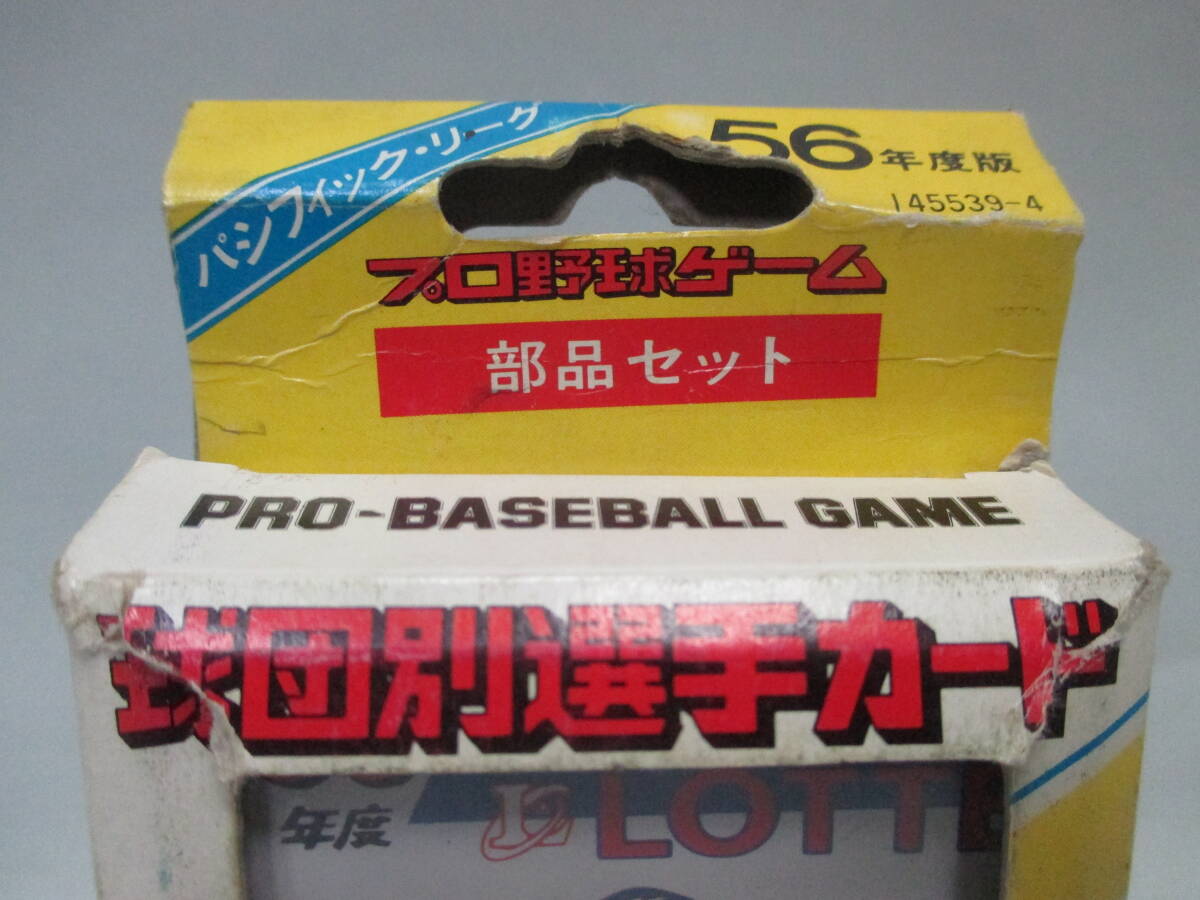 パシフィック・リーグ
56年度版
145539-4
プロ野球ゲーム
部品セット
PRO-BASEBALL GAME
球団別選手カード
年度
LOTTE